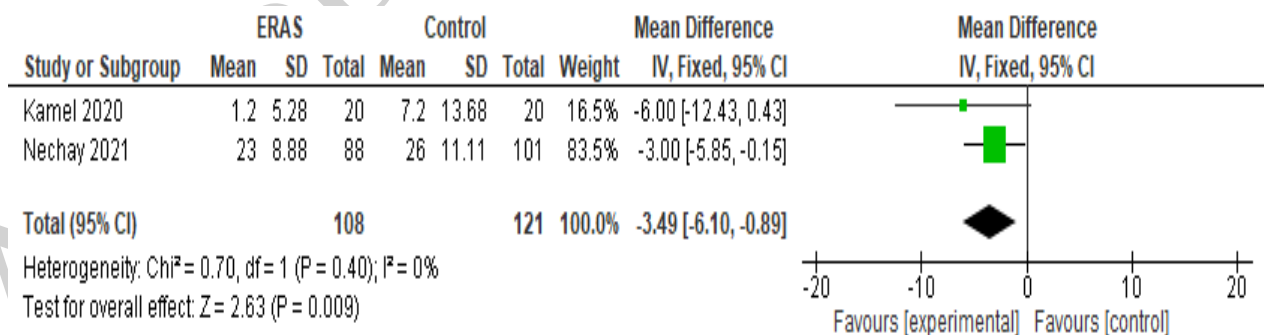 ERAS Control Mean Difference Mean Difference
Study or Subgroup Mean SD Total Mean SD Total Weight IV, Fixed, 95% CI IV, Fixed, 95% CI
Kamel 2020 1.2 5.28 20 7.2 13.68 20 16.5% -6.00 [-12.43, 0.43]
Nechay 2021 23 8.88 88 26 11.11 101 83.5% -3.00 [-5.85, -0.15]
Total (95% CI) 108 121 100.0% -3.49 [-6.10, -0.89]
Heterogeneity: Chi² = 0.70, df = 1 (P = 0.40); I² = 0%
Test for overall effect: Z = 2.63 (P = 0.009)
-20 -10 0 10 20
Favours [experimental] Favours [control]